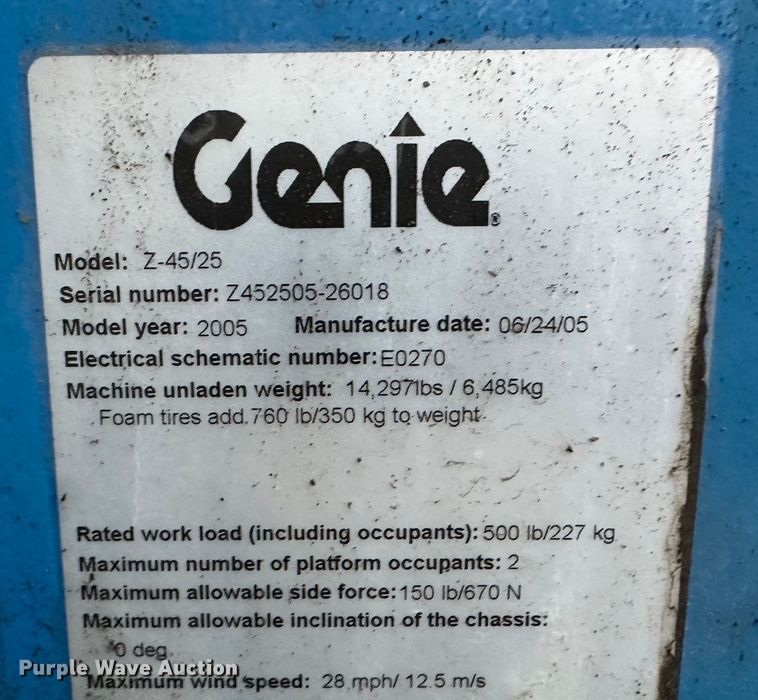 Genie®
Model: Z-45/25
Serial number: Z452505-26018
Model year: 2005 Manufacture date: 06/24/05
Electrical schematic number: E0270
Machine unladen weight: 14,297lbs / 6,485kg
Foam tires add 760 lb/350 kg to weight
Rated work load (including occupants): 500 lb/227 kg
Maximum number of platform occupants: 2
Maximum allowable side force: 150 lb/670 N
Maximum allowable inclination of the chassis:
0 deg
Maximum wind speed: 28 mph/ 12.5 m/s
Purple Wave Auction